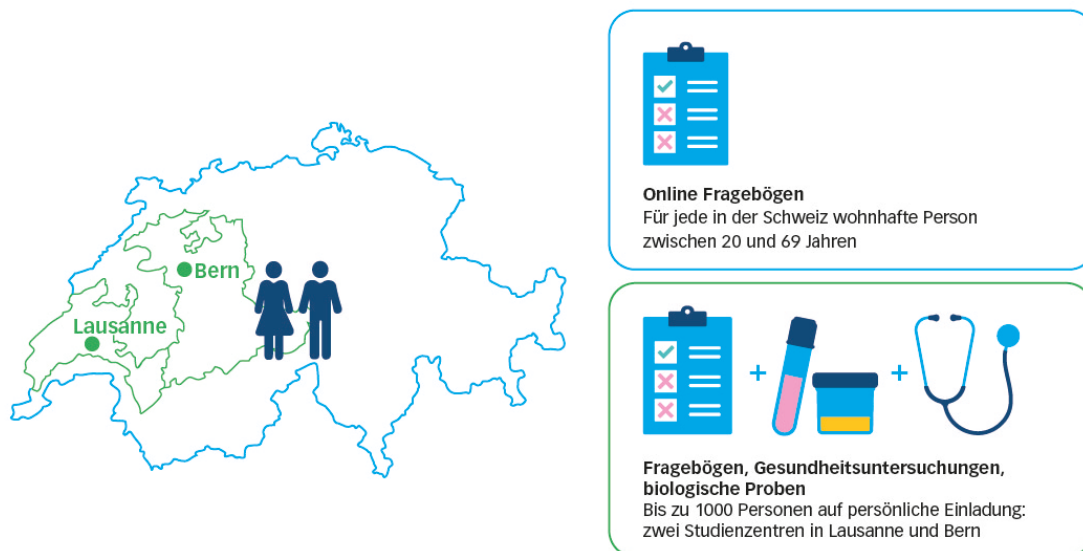 Bern
Lausanne
Online Fragebögen
Für jede in der Schweiz wohnhafte Person
zwischen 20 und 69 Jahren
Fragebögen, Gesundheitsuntersuchungen,
biologische Proben
Bis zu 1000 Personen auf persönliche Einladung:
zwei Studienzentren in Lausanne und Bern